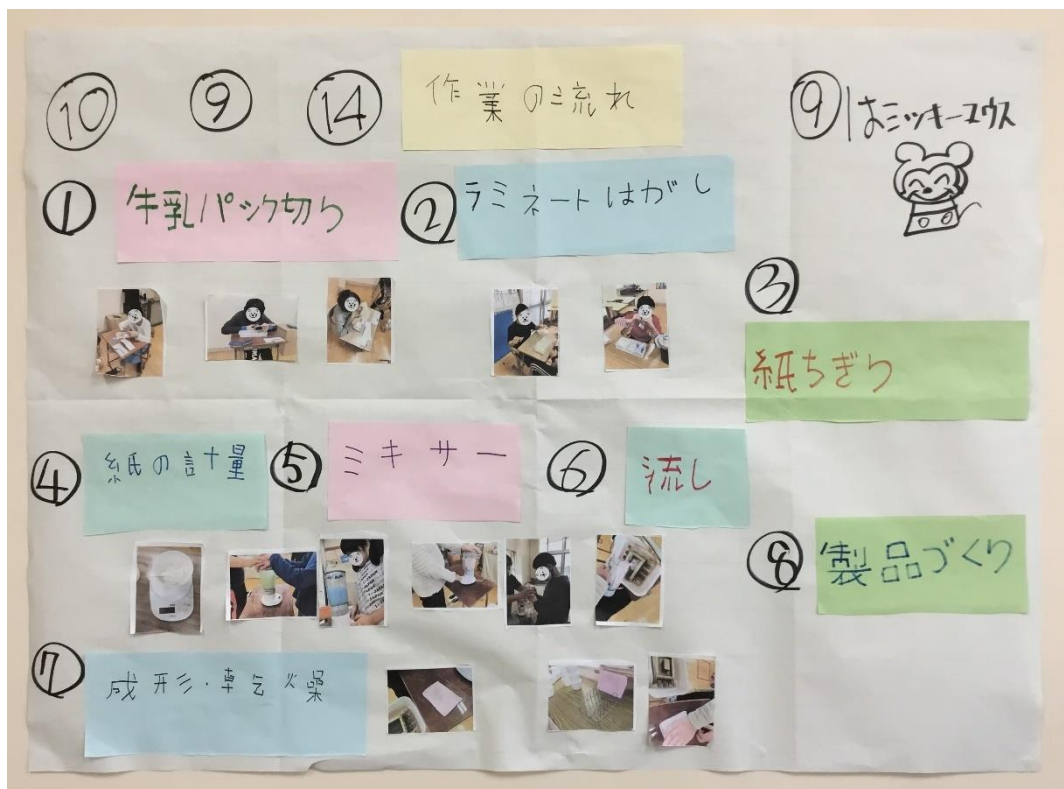 ⑩ ⑨ ⑭ 作業の流れ
⑨はミッキーマウス
① 牛乳パック切り
② ラミネートはがし
③
紙ちぎり
④ 紙の計量
⑤ ミキサー
⑥ 流し
⑦ 成形・乾燥
⑧ 製品づくり